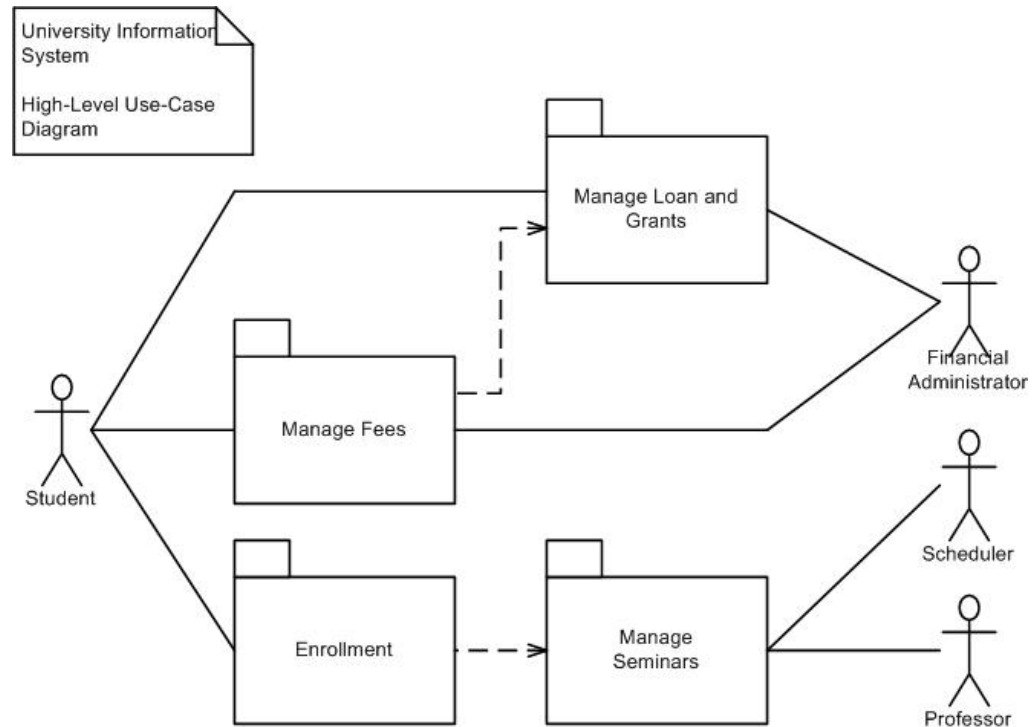 University Information
System
High-Level Use-Case
Diagram
Manage Loan and
Grants
Financial
Administrator
Manage Fees
Student
Scheduler
Enrollment
Manage
Seminars
Professor